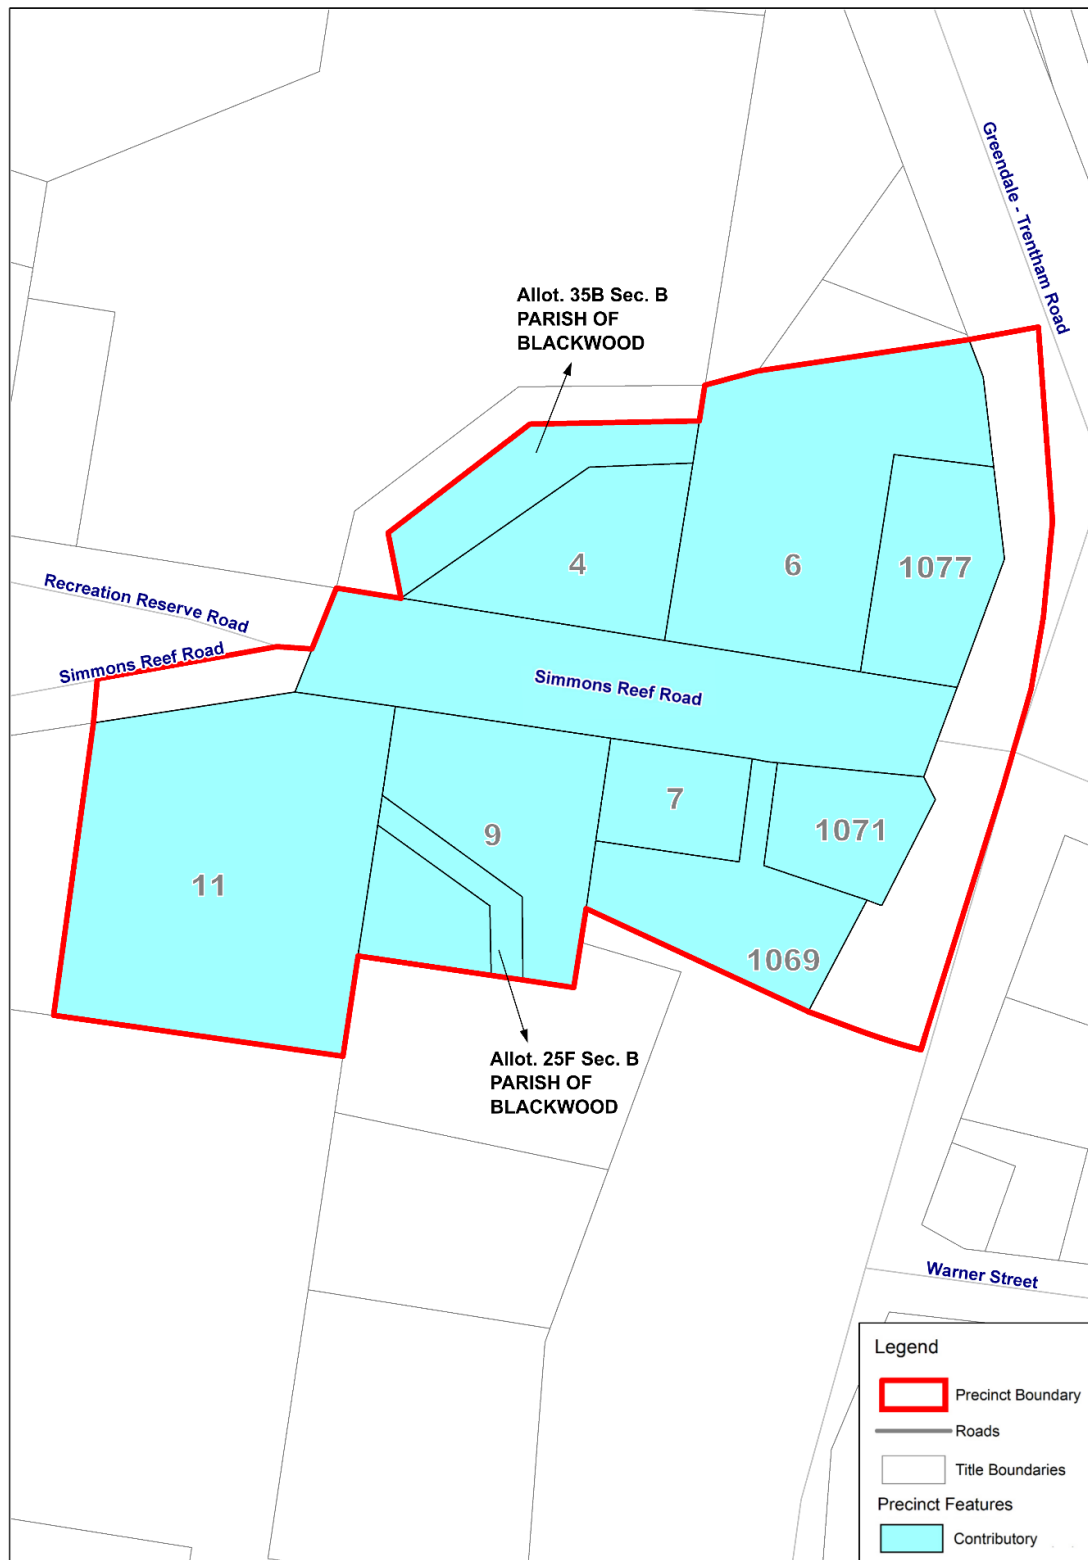 Greendale - Trentham Road
Allot. 35B Sec. B
PARISH OF
BLACKWOOD
4
6
1077
Recreation Reserve Road
Simmons Reef Road
Simmons Reef Road
7
1071
9
11
1069
Allot. 25F Sec. B
PARISH OF
BLACKWOOD
Warner Street
Legend
Precinct Boundary
Roads
Title Boundaries
Precinct Features
Contributory